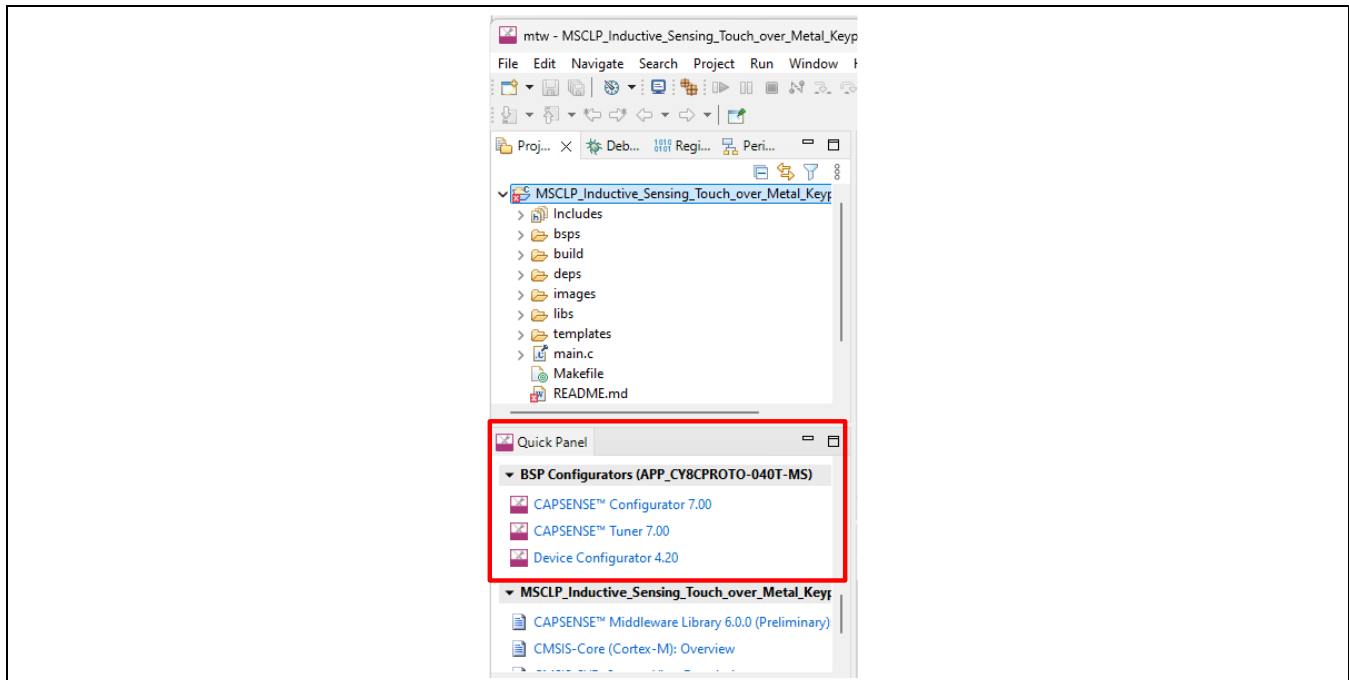 mtw - MSCLP_Inductive_Sensing_Touch_over_Metal_Keyp
File Edit Navigate Search Project Run Window
Proj... Deb... Regi... Peri...
MSCLP_Inductive_Sensing_Touch_over_Metal_Keyp
Includes
bsps
build
deps
images
libs
templates
main.c
Makefile
README.md
Quick Panel
BSP Configurators (APP_CY8CPROTO-040T-MS)
CAPSENSE™ Configurator 7.00
CAPSENSE™ Tuner 7.00
Device Configurator 4.20
MSCLP_Inductive_Sensing_Touch_over_Metal_Keyp
CAPSENSE™ Middleware Library 6.0.0 (Preliminary)
CMSIS-Core (Cortex-M): Overview